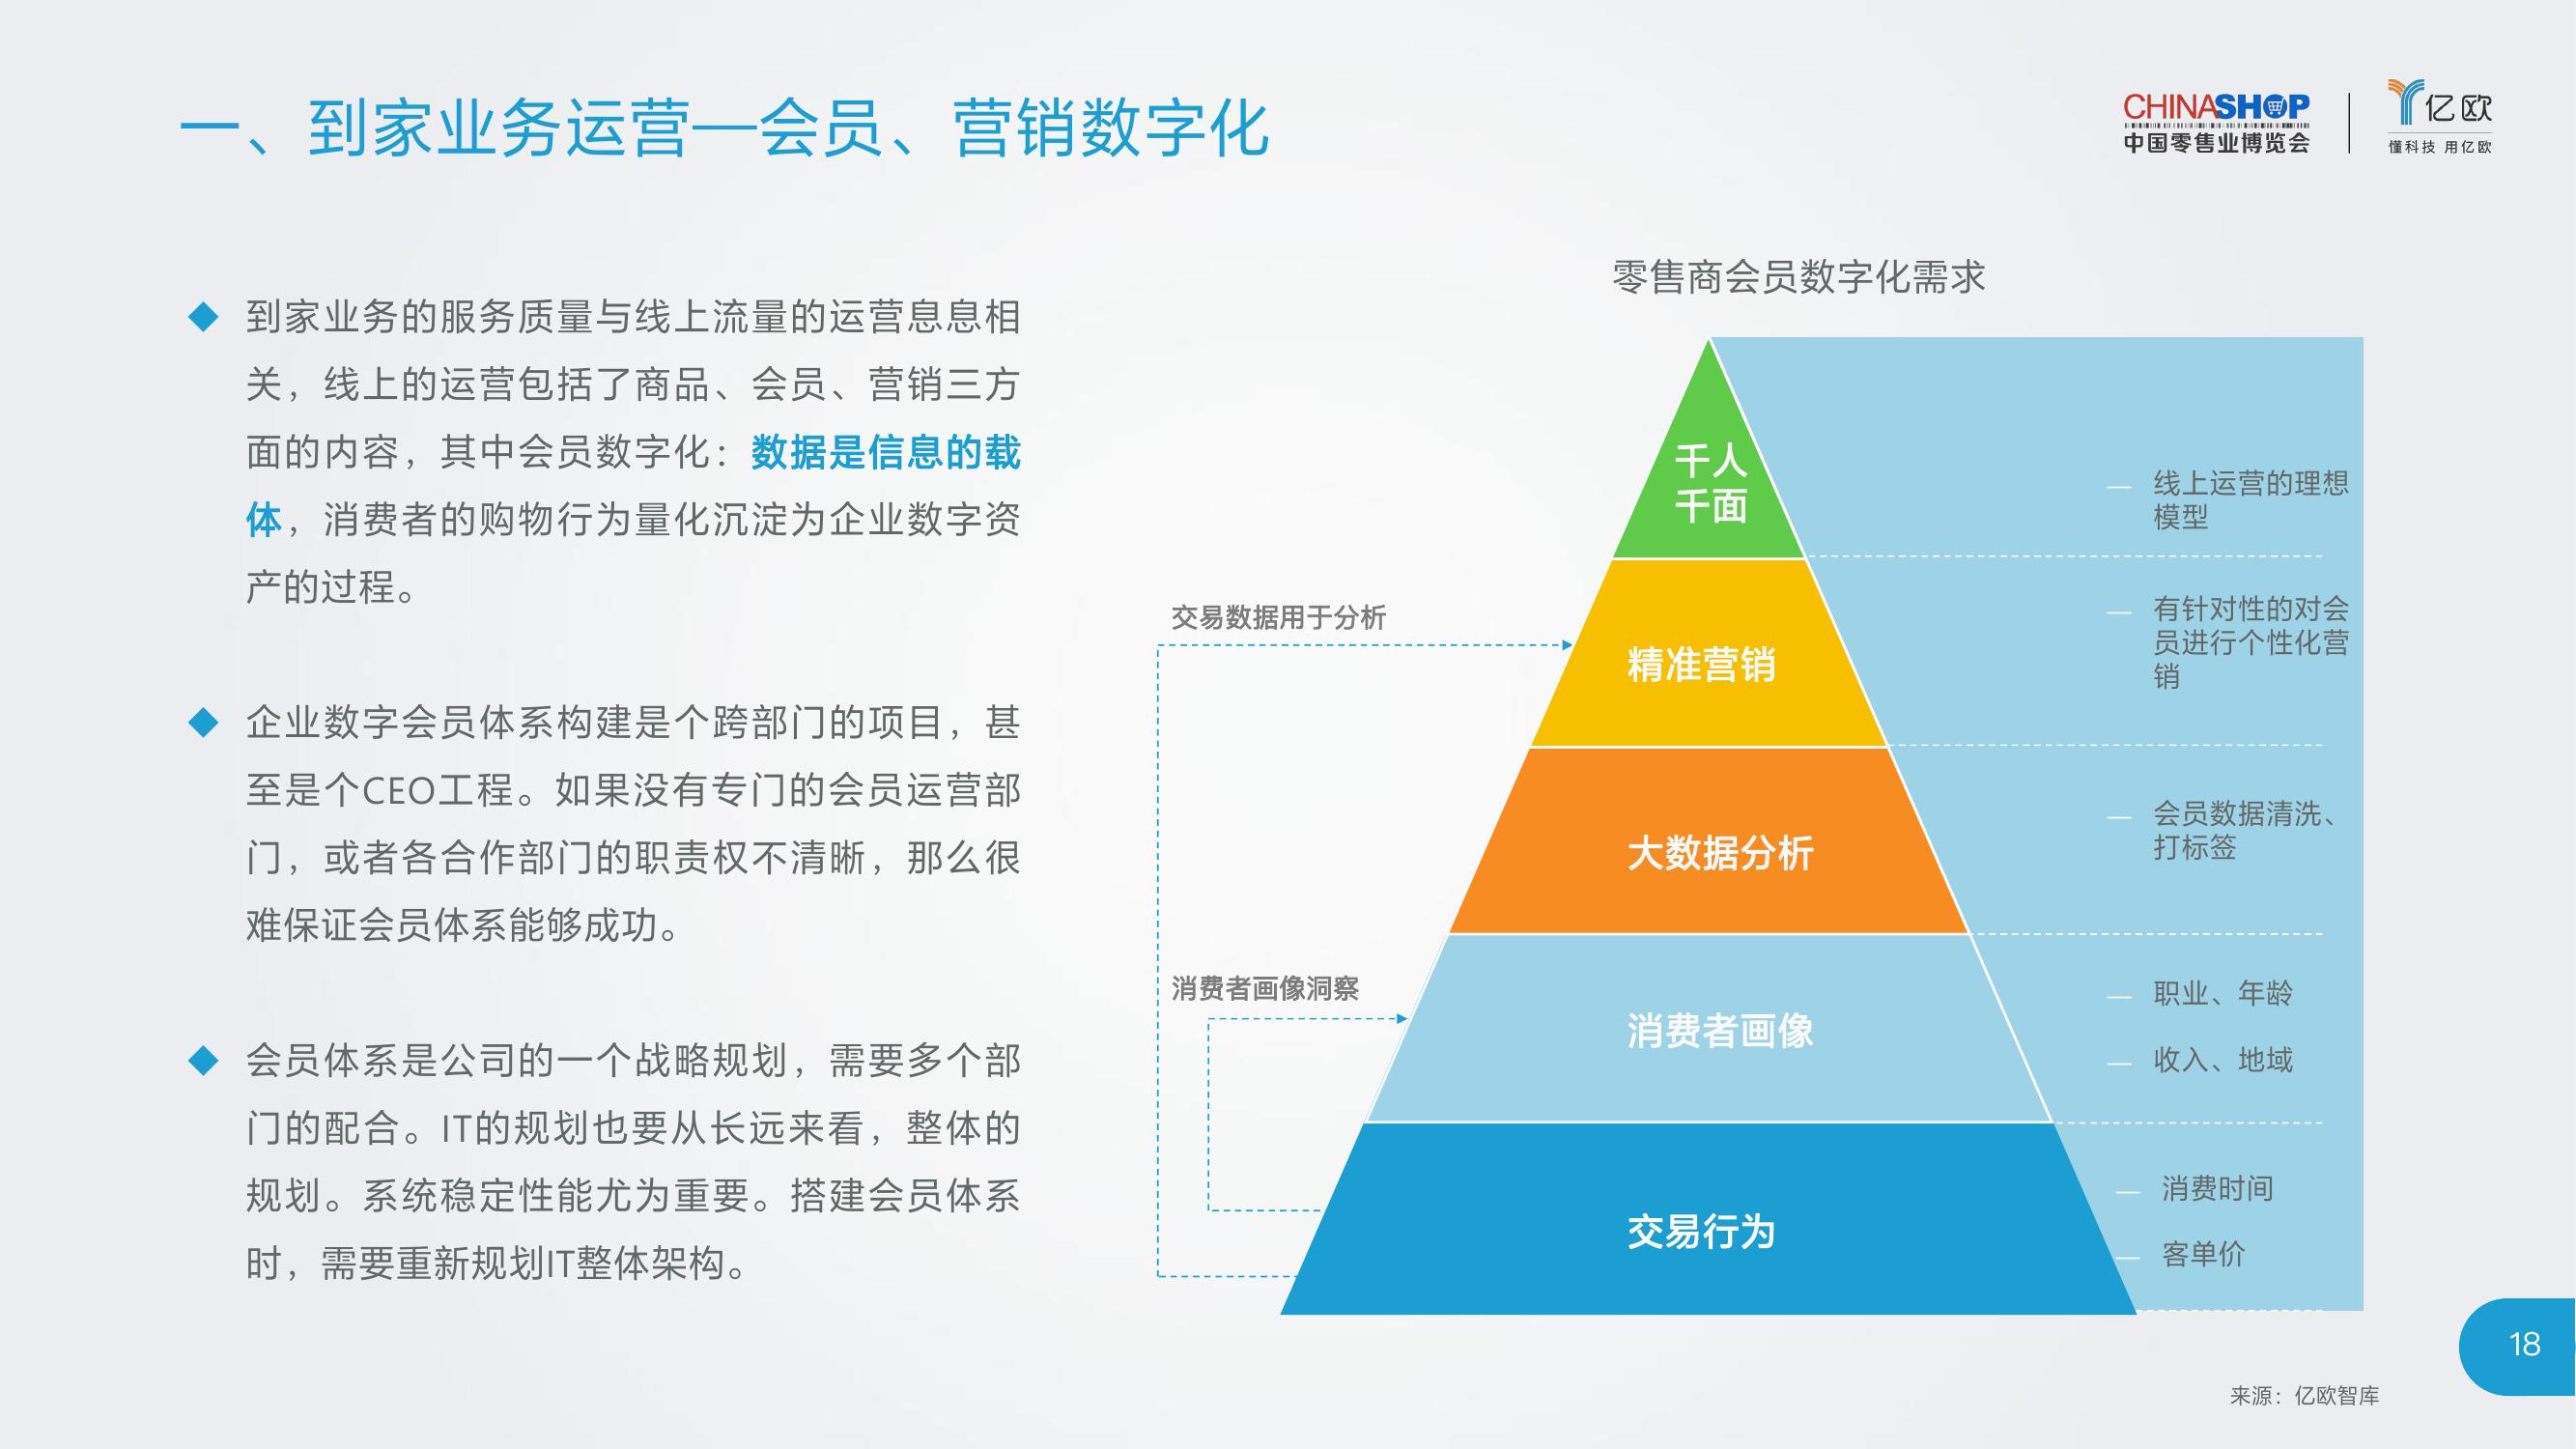 一、到家业务运营—会员、营销数字化
CHINASHOP
中国零售业博览会
亿欧
懂科技 用亿欧
到家业务的服务质量与线上流量的运营息息相
关，线上的运营包括了商品、会员、营销三方
面的内容，其中会员数字化：数据是信息的载
体，消费者的购物行为量化沉淀为企业数字资
产的过程。
企业数字会员体系构建是个跨部门的项目，甚
至是个CEO工程。如果没有专门的会员运营部
门，或者各合作部门的职责权不清晰，那么很
难保证会员体系能够成功。
会员体系是公司的一个战略规划，需要多个部
门的配合。IT的规划也要从长远来看，整体的
规划。系统稳定性能尤为重要。搭建会员体系
时，需要重新规划IT整体架构。
零售商会员数字化需求
千人
千面
— 线上运营的理想
模型
交易数据用于分析
精准营销
— 有针对性的对会
员进行个性化营
销
大数据分析
— 会员数据清洗、
打标签
消费者画像洞察
消费者画像
— 职业、年龄
— 收入、地域
交易行为
— 消费时间
— 客单价
18
来源：亿欧智库